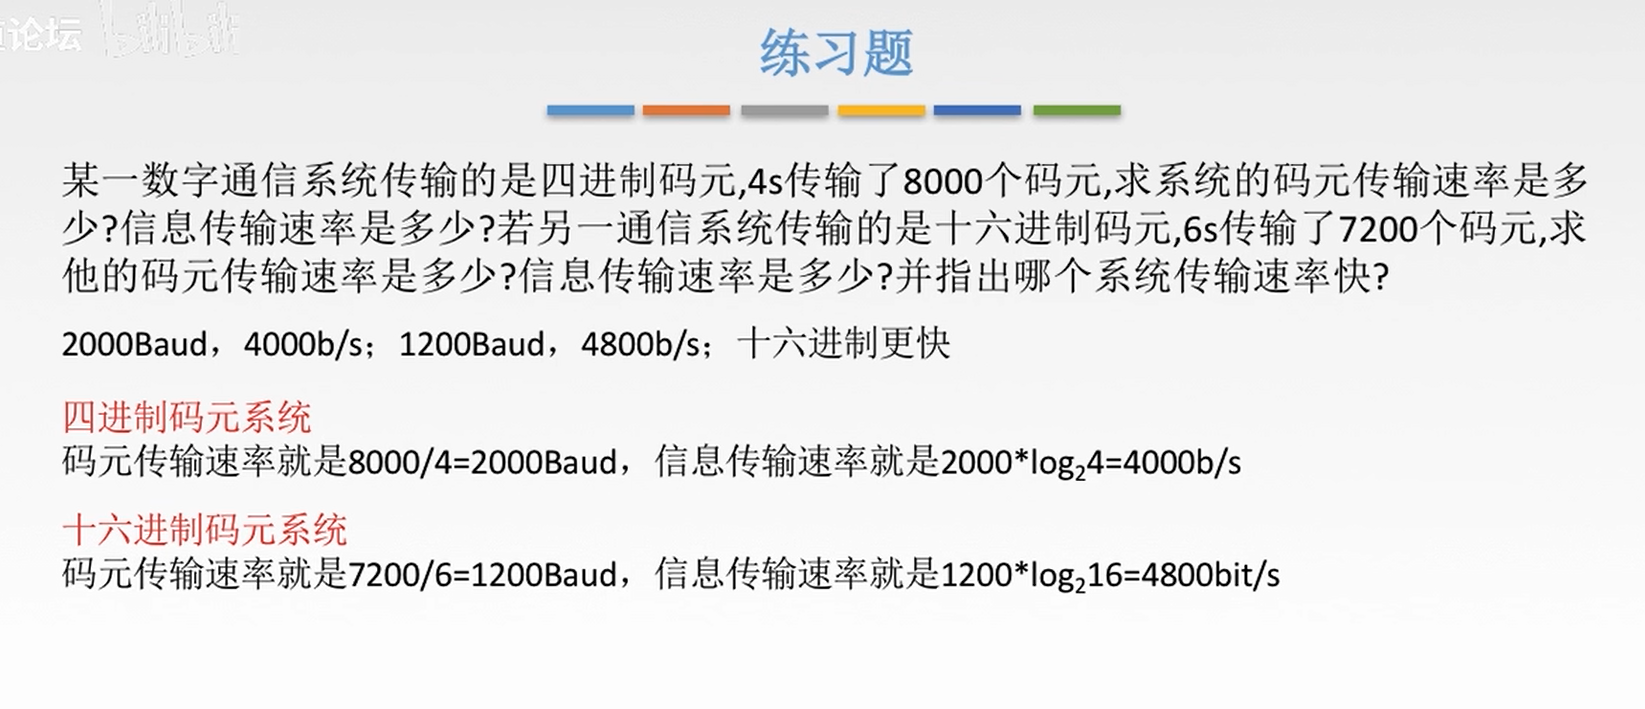 论坛 bilibili
练习题
某一数字通信系统传输的是四进制码元,4s传输了8000个码元,求系统的码元传输速率是多
少?信息传输速率是多少?若另一通信系统传输的是十六进制码元,6s传输了7200个码元,求
他的码元传输速率是多少?信息传输速率是多少?并指出哪个系统传输速率快?
2000Baud，4000b/s；1200Baud，4800b/s；十六进制更快
四进制码元系统
码元传输速率就是8000/4=2000Baud，信息传输速率就是2000*log₂4=4000b/s
十六进制码元系统
码元传输速率就是7200/6=1200Baud，信息传输速率就是1200*log₂16=4800bit/s